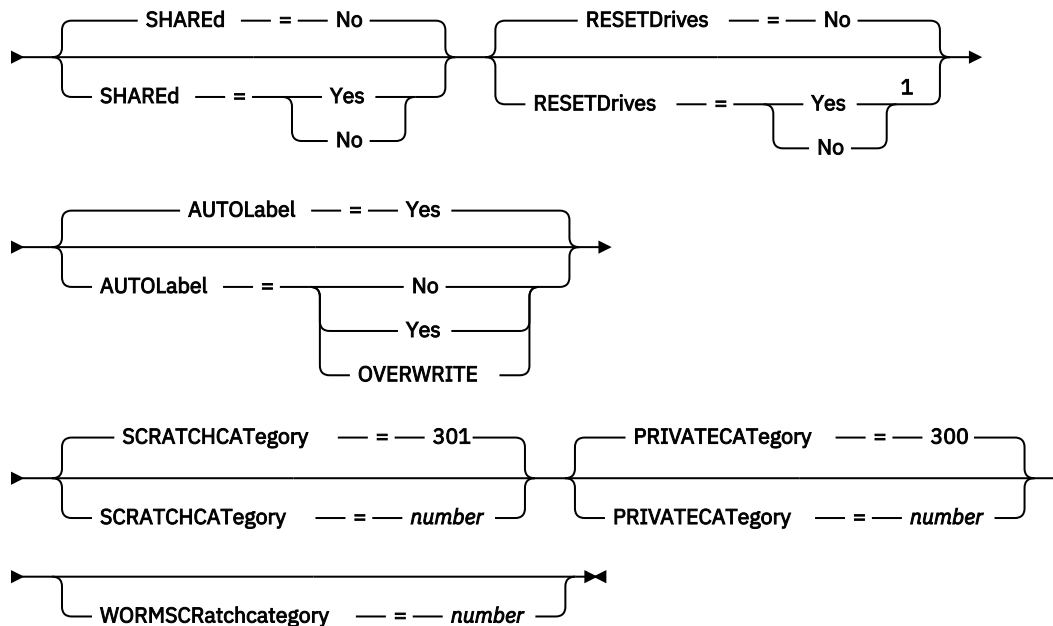 SHAREd = No RESETDrives = No
SHAREd = Yes RESETDrives = Yes 1
No No
AUTOLabel = Yes
AUTOLabel = No
Yes
OVERWRITE
SCRATCHCATegory = 301 PRIVATECATegory = 300
SCRATCHCATegory = number PRIVATECATegory = number
WORMSCRatchcategory = number